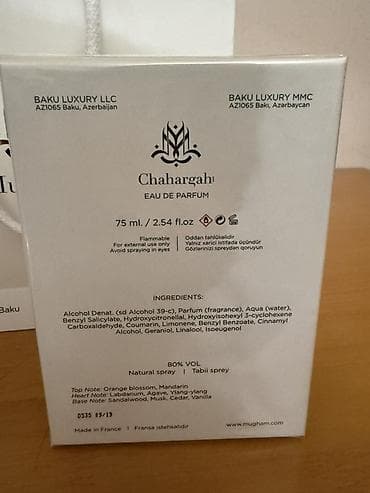 BAKU LUXURY LLC
AZ1065 Baku, Azerbaijan
BAKU LUXURY MMC
AZ1065 Bakı, Azərbaycan
Chahargah
EAU DE PARFUM
75 ml. / 2.54 fl.oz
Flammable
For external use only
Avoid spraying in eyes
Oddan təhlükəlidir
Yalnız xarici istifadə üçündür
Gözlərinizi spreydən qoruyun
INGREDIENTS:
Alcohol Denat. (sd Alcohol 39-c), Parfum (fragrance), Aqua (water),
Benzyl Salicylate, Hydroxycitronellal, Hydroxyisohexyl 3-cyclohexene
Carboxaldehyde, Coumarin, Limonene, Benzyl Benzoate, Cinnamyl
Alcohol, Geraniol, Linalool, Isoeugenol
80% VOL
Natural spray | Təbii sprey
Top Note: Orange blossom, Mandarin
Heart Note: Labdanum, Agave, Ylang-ylang
Base Note: Sandalwood, Musk, Cedar, Vanilla
Made in France | Fransa istehsalıdır
www.mugham.com
Baku